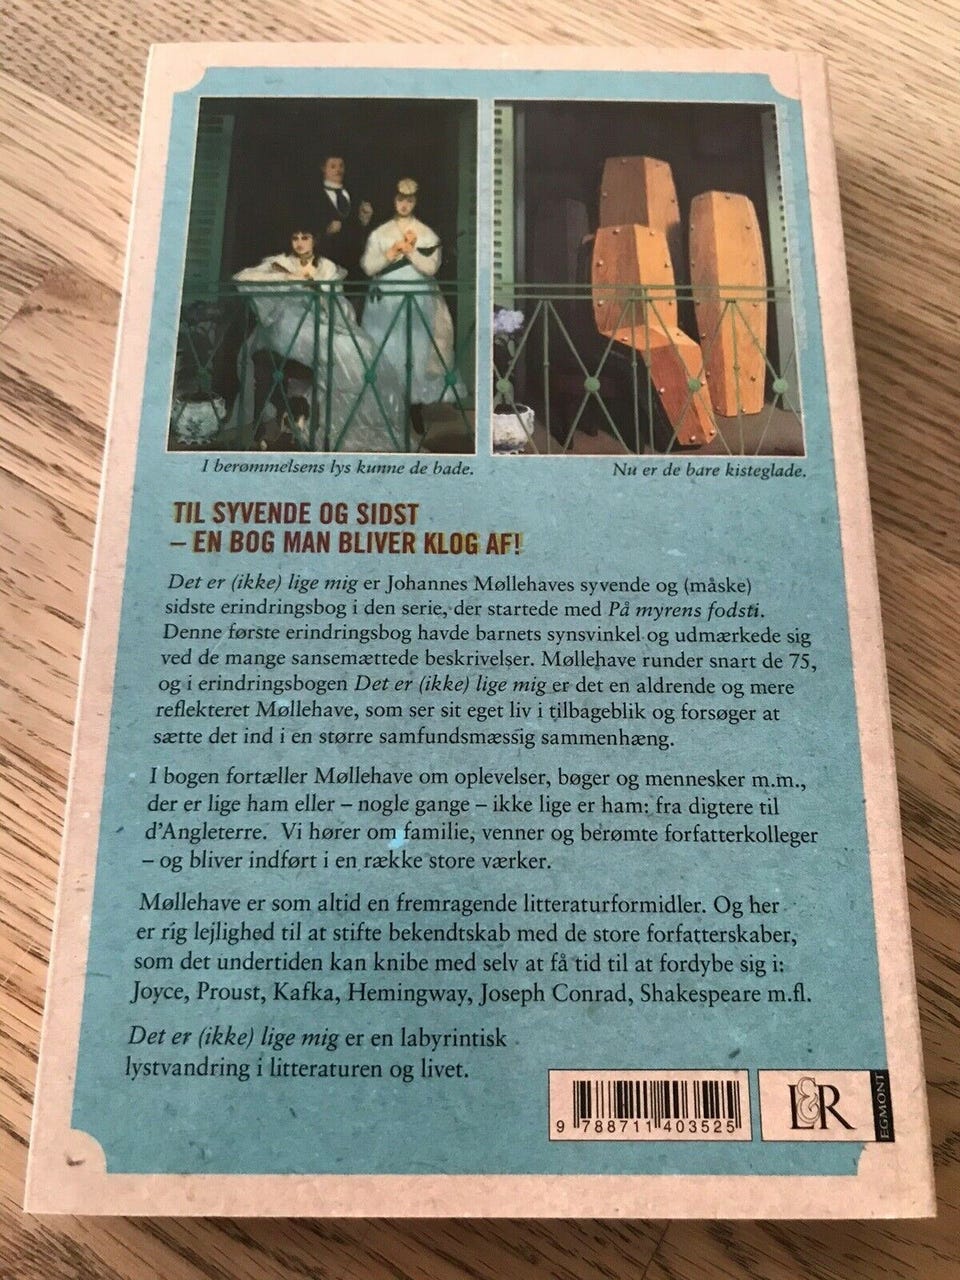 I berømmelsens lys kunne de bade.
Nu er de bare kisteglade.
TIL SYVENDE OG SIDST
– EN BOG MAN BLIVER KLOG AF!
Det er (ikke) lige mig er Johannes Møllehaves syvende og (måske)
sidste erindringsbog i den serie, der startede med På myrens fodsti.
Denne første erindringsbog havde barnets synsvinkel og udmærkede sig
ved de mange sansemættede beskrivelser. Møllehave runder snart de 75,
og i erindringsbogen Det er (ikke) lige mig er det en aldrende og mere
reflekteret Møllehave, som ser sit eget liv i tilbageblik og forsøger at
sætte det ind i en større samfundsmæssig sammenhæng.
I bogen fortæller Møllehave om oplevelser, bøger og mennesker m.m.,
der er lige ham eller – nogle gange – ikke lige er ham: fra digtere til
d'Angleterre. Vi hører om familie, venner og berømte forfatterkolleger
– og bliver indført i en række store værker.
Møllehave er som altid en fremragende litteraturformidler. Og her
er rig lejlighed til at stifte bekendtskab med de store forfatterskaber,
som det undertiden kan knibe med selv at få tid til at fordybe sig i:
Joyce, Proust, Kafka, Hemingway, Joseph Conrad, Shakespeare m.fl.
Det er (ikke) lige mig er en labyrintisk
lystvandring i litteraturen og livet.
9 788711 403525
L&R
EGMONT